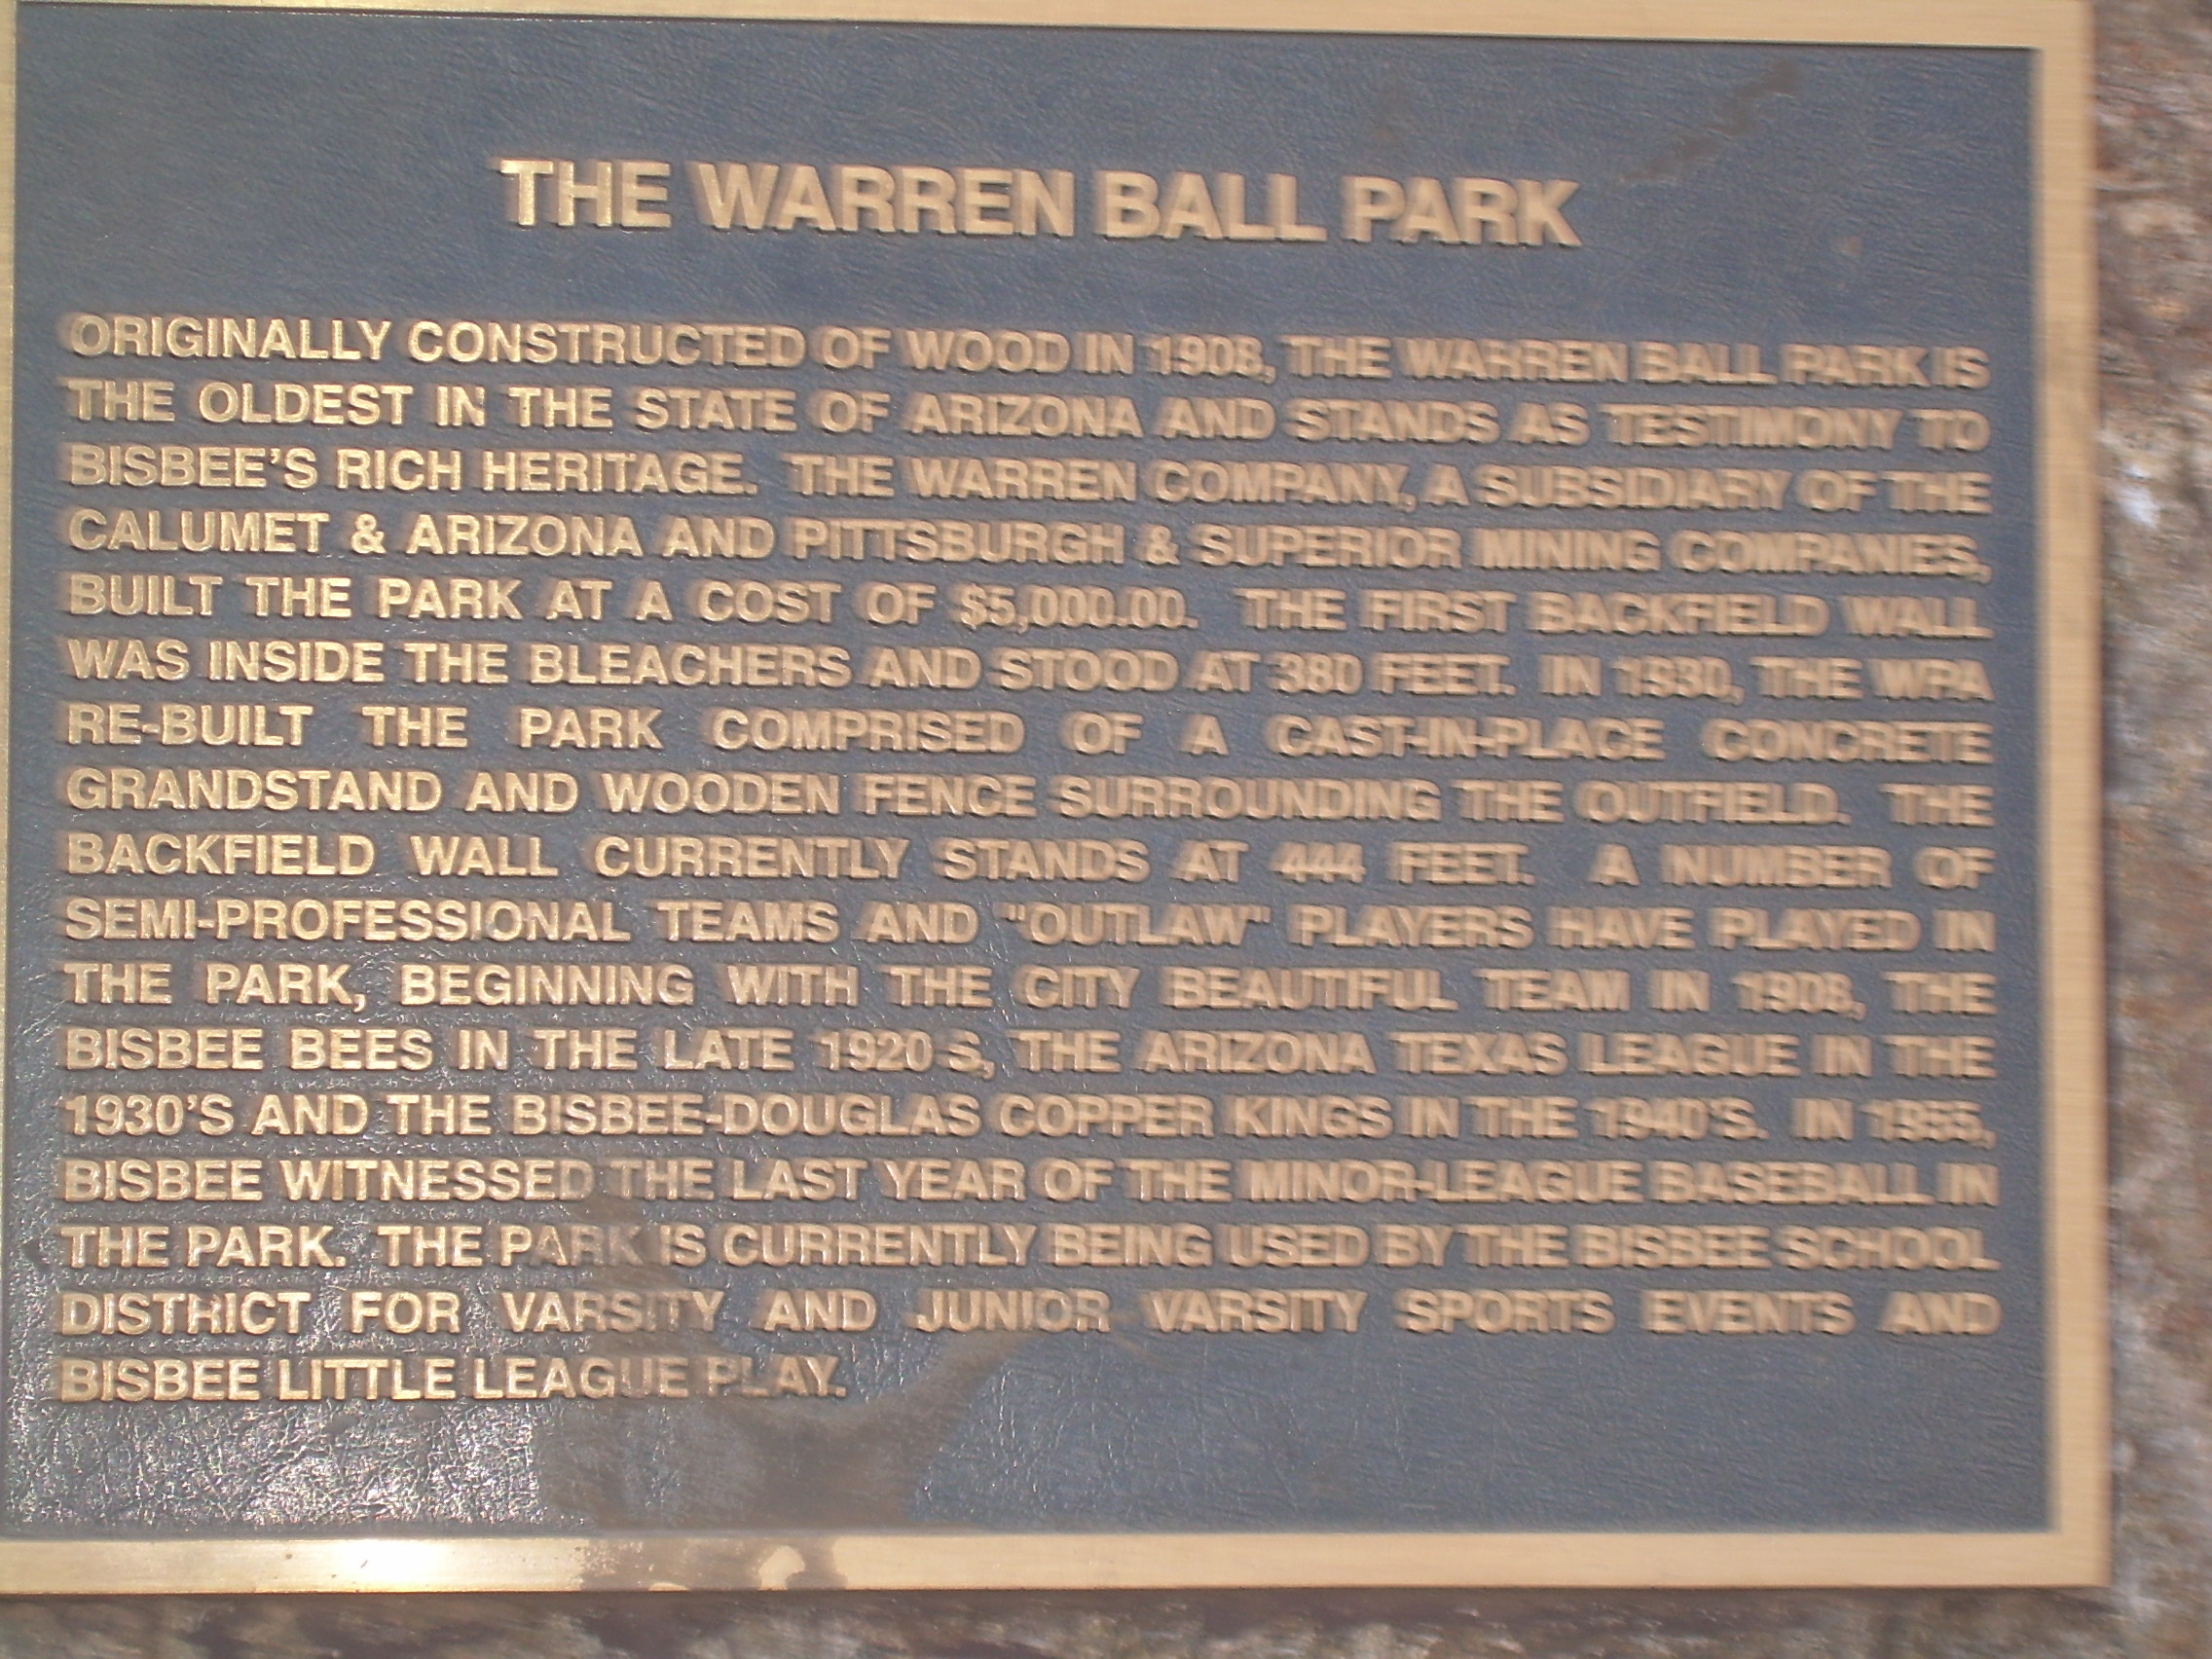 THE WARREN BALL PARK
ORIGINALLY CONSTRUCTED OF WOOD IN 1908, THE WARREN BALL PARK IS
THE OLDEST IN THE STATE OF ARIZONA AND STANDS AS TESTIMONY TO
BISBEE'S RICH HERITAGE. THE WARREN COMPANY, A SUBSIDIARY OF THE
CALUMET & ARIZONA AND PITTSBURGH & SUPERIOR MINING COMPANIES,
BUILT THE PARK AT A COST OF $5,000.00. THE FIRST BACKFIELD WALL
WAS INSIDE THE BLEACHERS AND STOOD AT 380 FEET. IN 1930, THE WPA
RE-BUILT THE PARK COMPRISED OF A CAST-IN-PLACE CONCRETE
GRANDSTAND AND WOODEN FENCE SURROUNDING THE OUTFIELD. THE
BACKFIELD WALL CURRENTLY STANDS AT 444 FEET. A NUMBER OF
SEMI-PROFESSIONAL TEAMS AND "OUTLAW" PLAYERS HAVE PLAYED IN
THE PARK, BEGINNING WITH THE CITY BEAUTIFUL TEAM IN 1908, THE
BISBEE BEES IN THE LATE 1920 S, THE ARIZONA TEXAS LEAGUE IN THE
1930'S AND THE BISBEE-DOUGLAS COPPER KINGS IN THE 1940'S. IN 1955,
BISBEE WITNESSED THE LAST YEAR OF THE MINOR-LEAGUE BASEBALL IN
THE PARK. THE PARK IS CURRENTLY BEING USED BY THE BISBEE SCHOOL
DISTRICT FOR VARSITY AND JUNIOR VARSITY SPORTS EVENTS AND
BISBEE LITTLE LEAGUE PLAY.